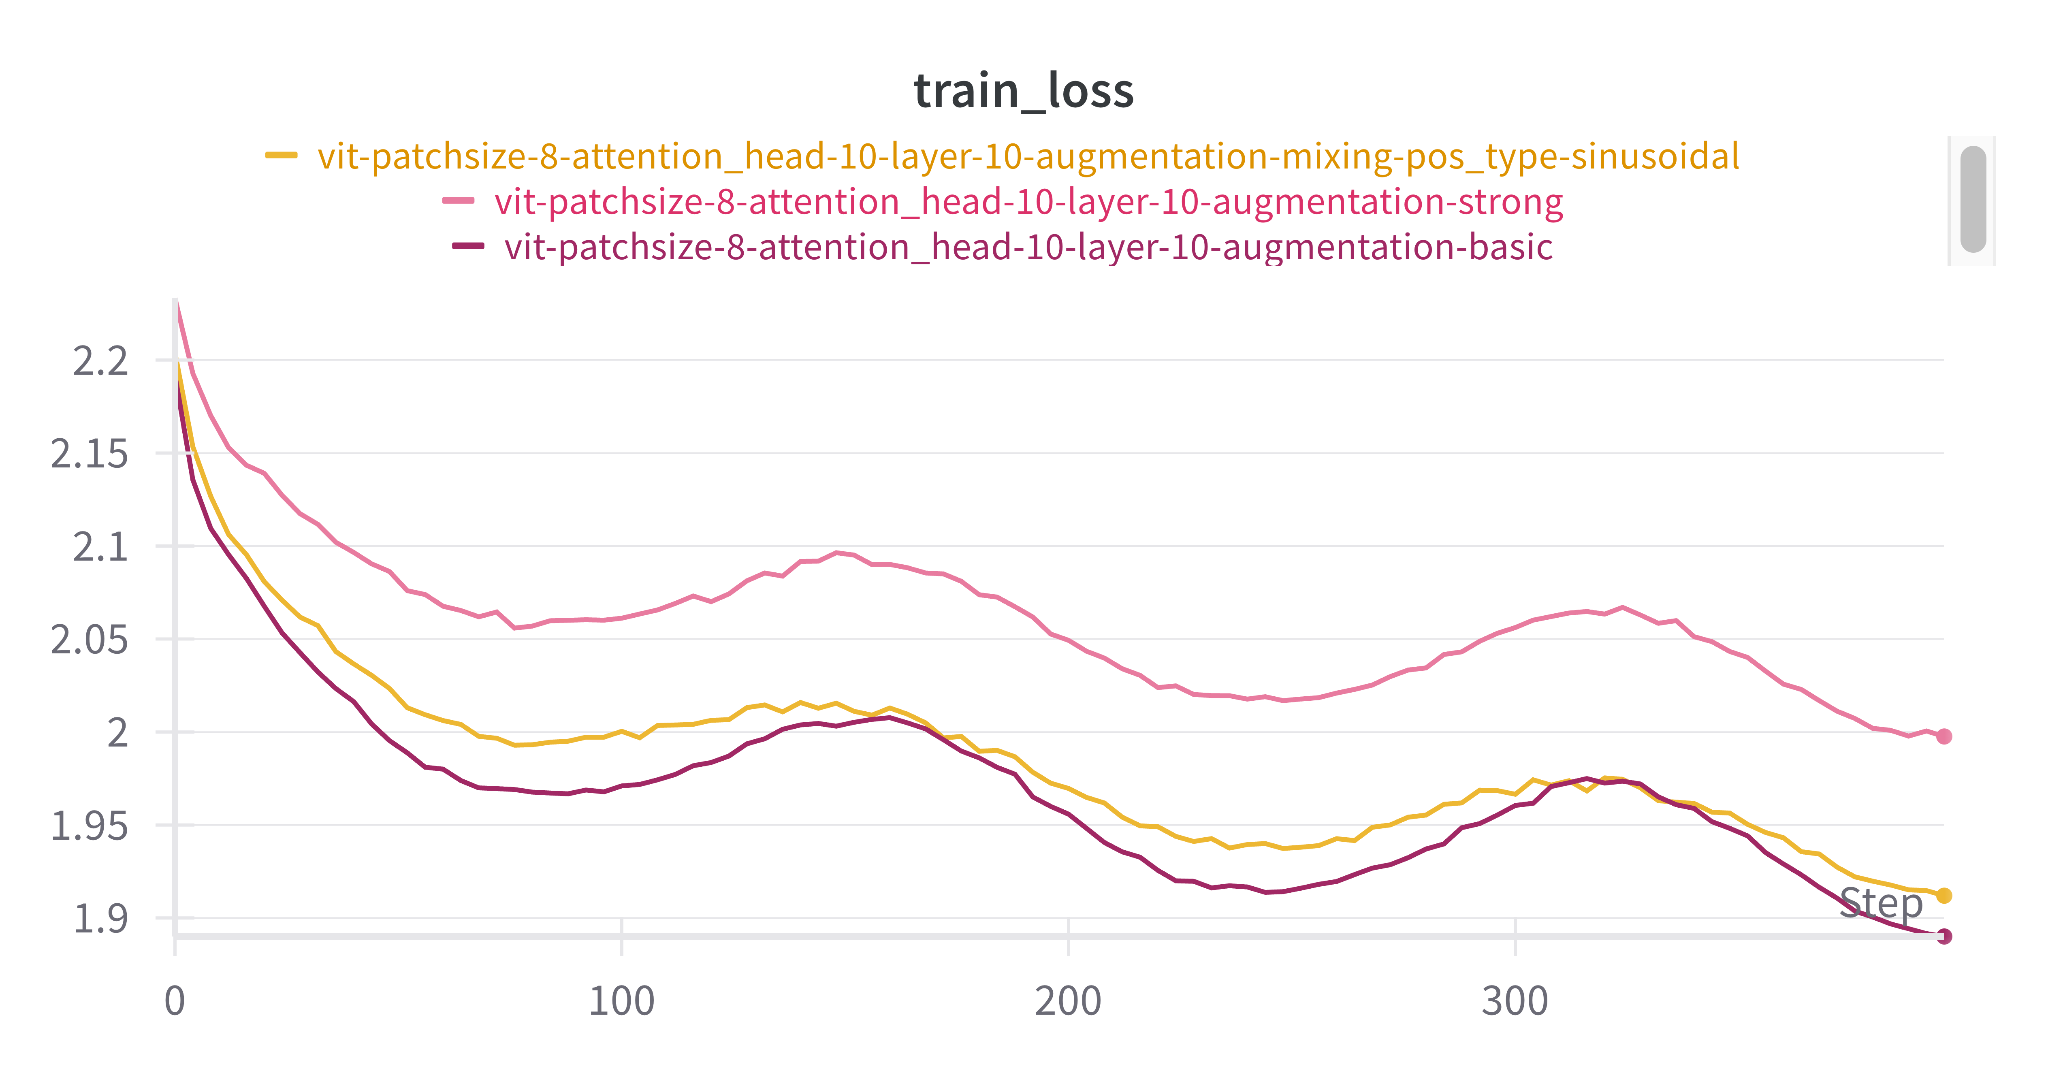 train_loss
vit-patchsize-8-attention_head-10-layer-10-augmentation-mixing-pos_type-sinusoidal
vit-patchsize-8-attention_head-10-layer-10-augmentation-strong
vit-patchsize-8-attention_head-10-layer-10-augmentation-basic
2.2
2.15
2.1
2.05
2
1.95
1.9
Step
0 100 200 300